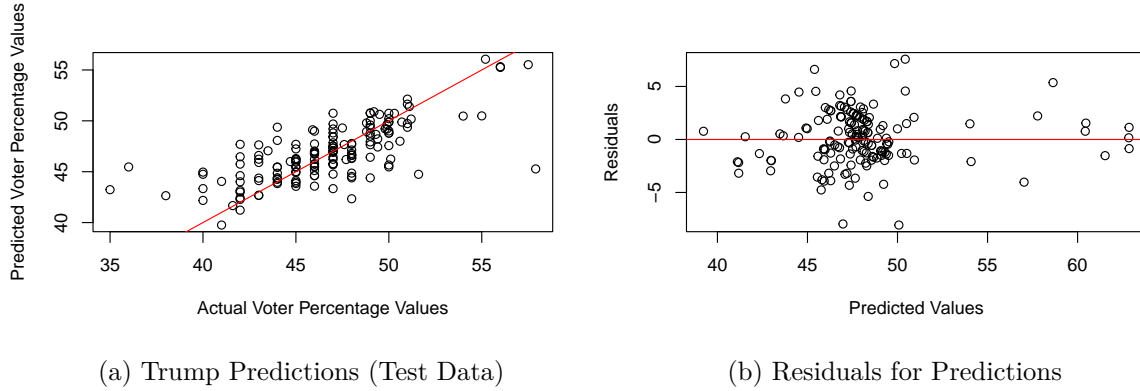 Predicted Voter Percentage Values
55
50
45
40
35 40 45 50 55
Actual Voter Percentage Values
(a) Trump Predictions (Test Data)
Residuals
5
0
−5
40 45 50 55 60
Predicted Values
(b) Residuals for Predictions